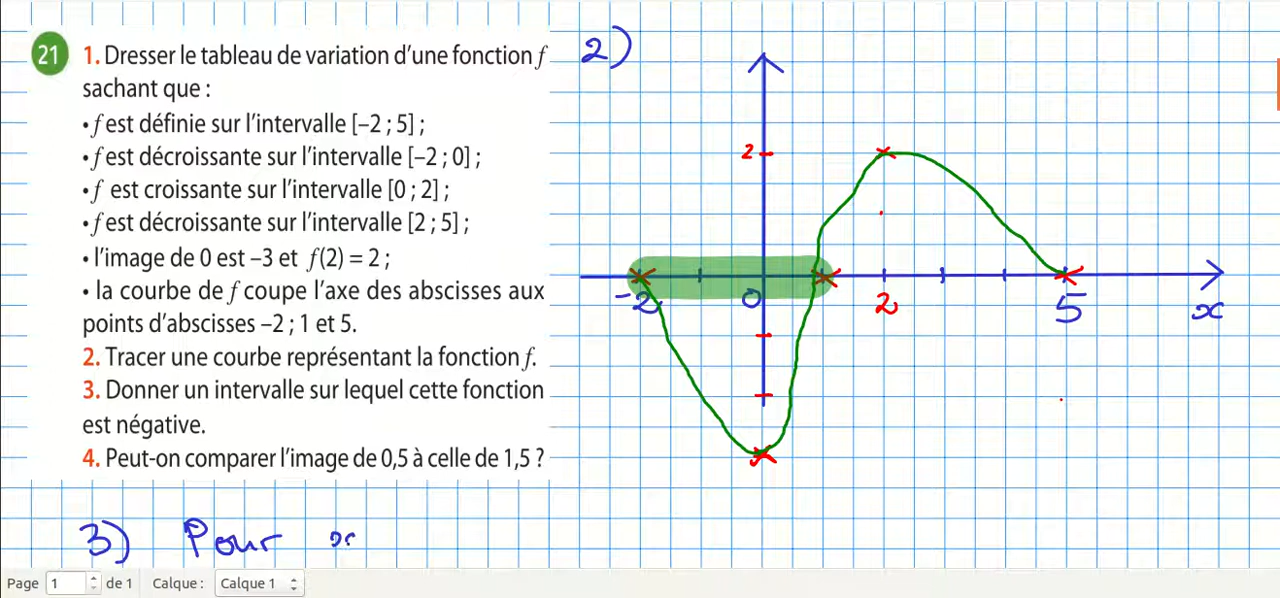 21 1. Dresser le tableau de variation d'une fonction f
sachant que :
• f est définie sur l'intervalle [–2 ; 5] ;
• f est décroissante sur l'intervalle [–2 ; 0] ;
• f est croissante sur l'intervalle [0 ; 2] ;
• f est décroissante sur l'intervalle [2 ; 5] ;
• l'image de 0 est –3 et f(2) = 2 ;
• la courbe de f coupe l'axe des abscisses aux
points d'abscisses –2 ; 1 et 5.
2. Tracer une courbe représentant la fonction f.
3. Donner un intervalle sur lequel cette fonction
est négative.
4. Peut-on comparer l'image de 0,5 à celle de 1,5 ?
2)
2
-2 0 2 5 x
3) Pour x
Page 1 de 1 Calque : Calque 1